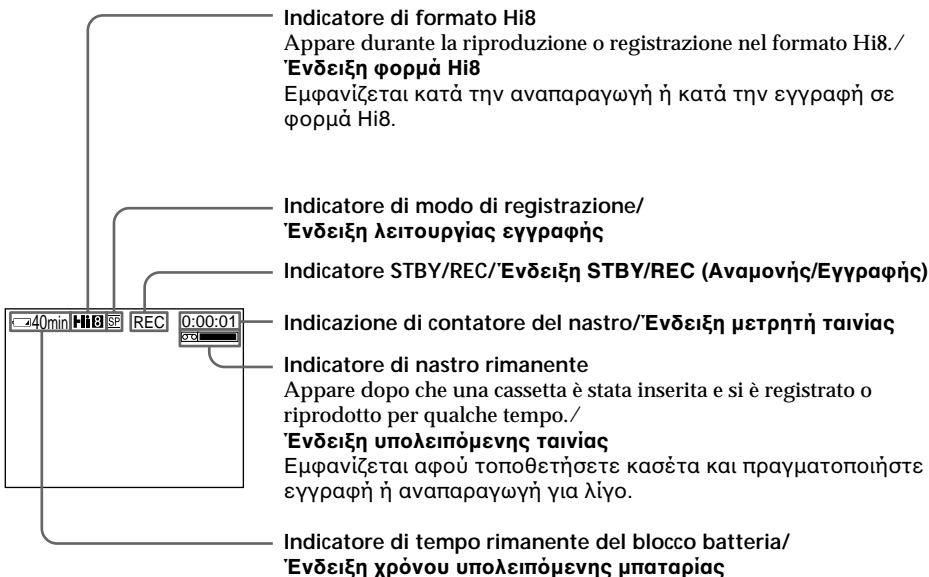 Indicatore di formato Hi8
Appare durante la riproduzione o registrazione nel formato Hi8./
Ένδειξη φορμά Hi8
Εμφανίζεται κατά την αναπαραγωγή ή κατά την εγγραφή σε
φορμά Hi8.
Indicatore di modo di registrazione/
Ένδειξη λειτουργίας εγγραφής
Indicatore STBY/REC/Ένδειξη STBY/REC (Αναμονής/Εγγραφής)
40min Hi8 SP REC 0:00:01
Indicazione di contatore del nastro/Ένδειξη μετρητή ταινίας
Indicatore di nastro rimanente
Appare dopo che una cassetta è stata inserita e si è registrato o
riprodotto per qualche tempo./
Ένδειξη υπολειπόμενης ταινίας
Εμφανίζεται αφού τοποθετήσετε κασέτα και πραγματοποιήστε
εγγραφή ή αναπαραγωγή για λίγο.
Indicatore di tempo rimanente del blocco batteria/
Ένδειξη χρόνου υπολειπόμενης μπαταρίας